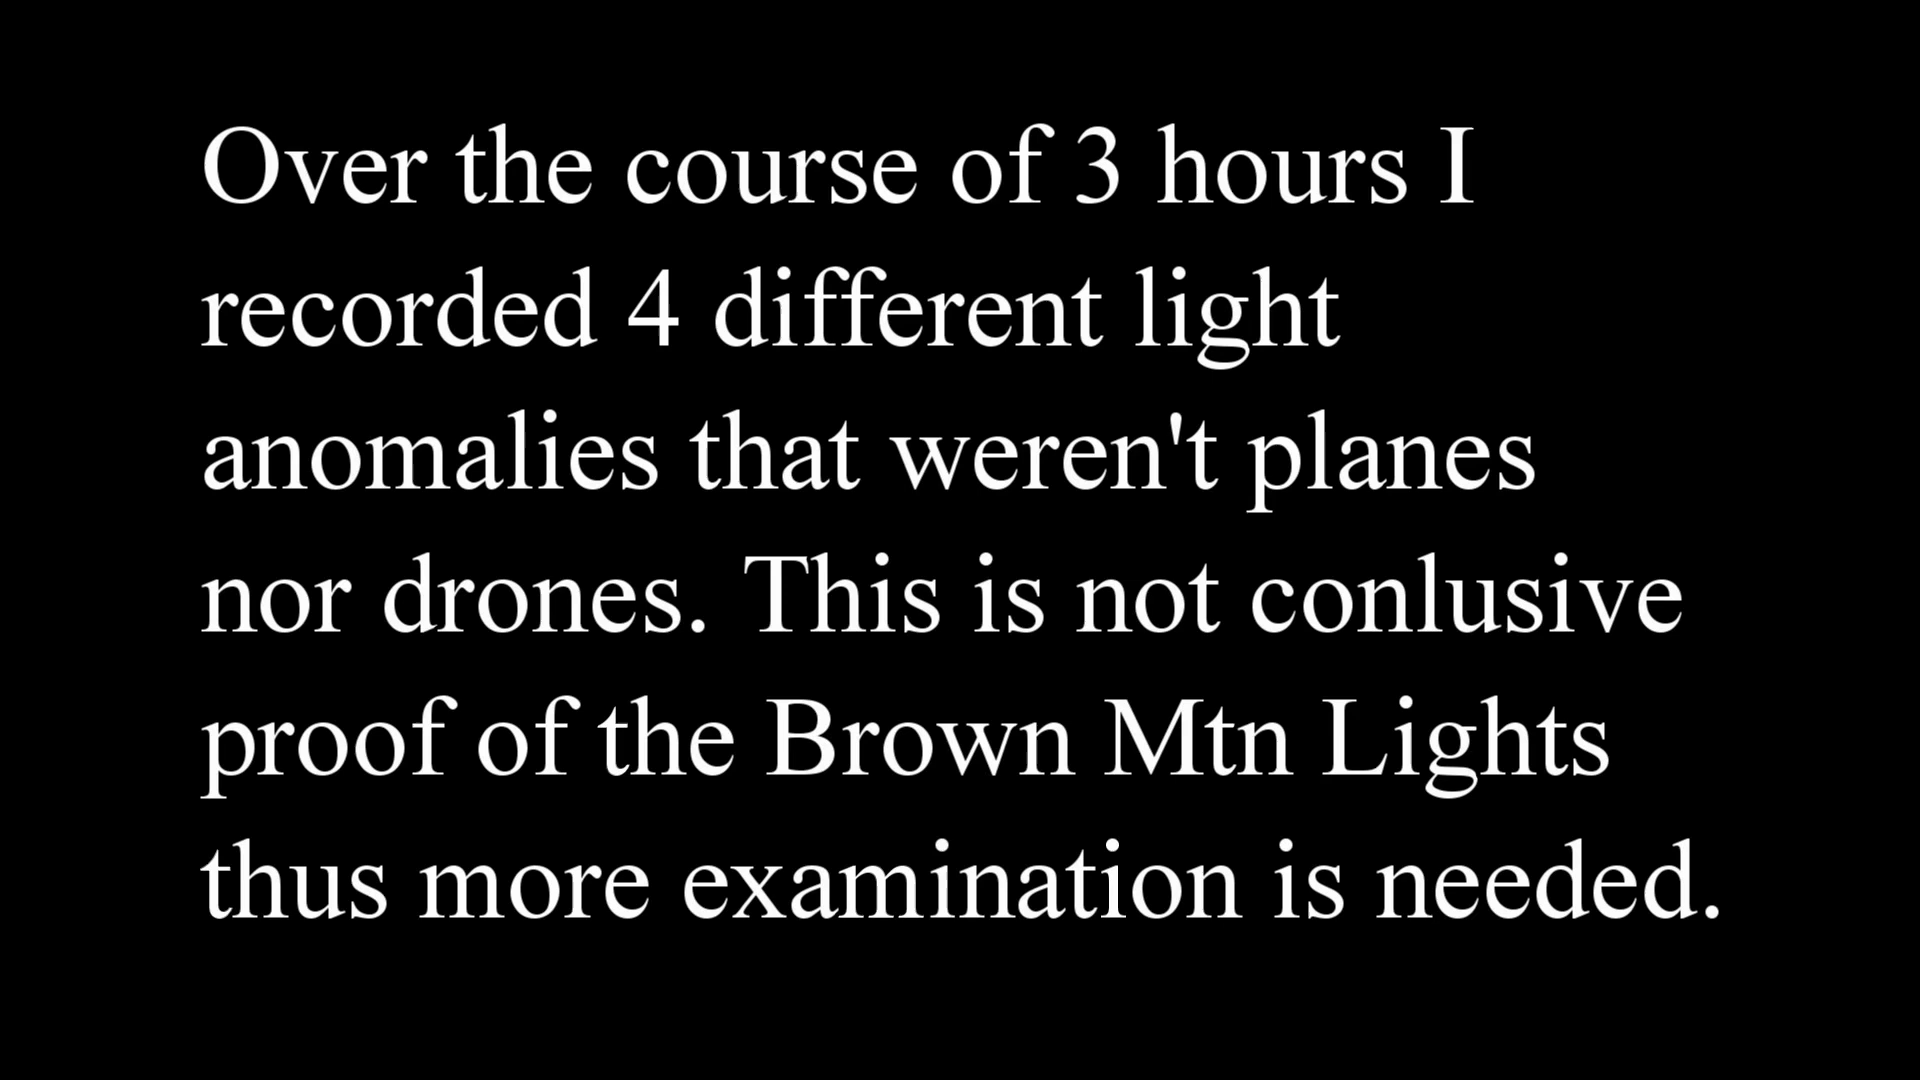 Over the course of 3 hours I
recorded 4 different light
anomalies that weren't planes
nor drones. This is not conlusive
proof of the Brown Mtn Lights
thus more examination is needed.